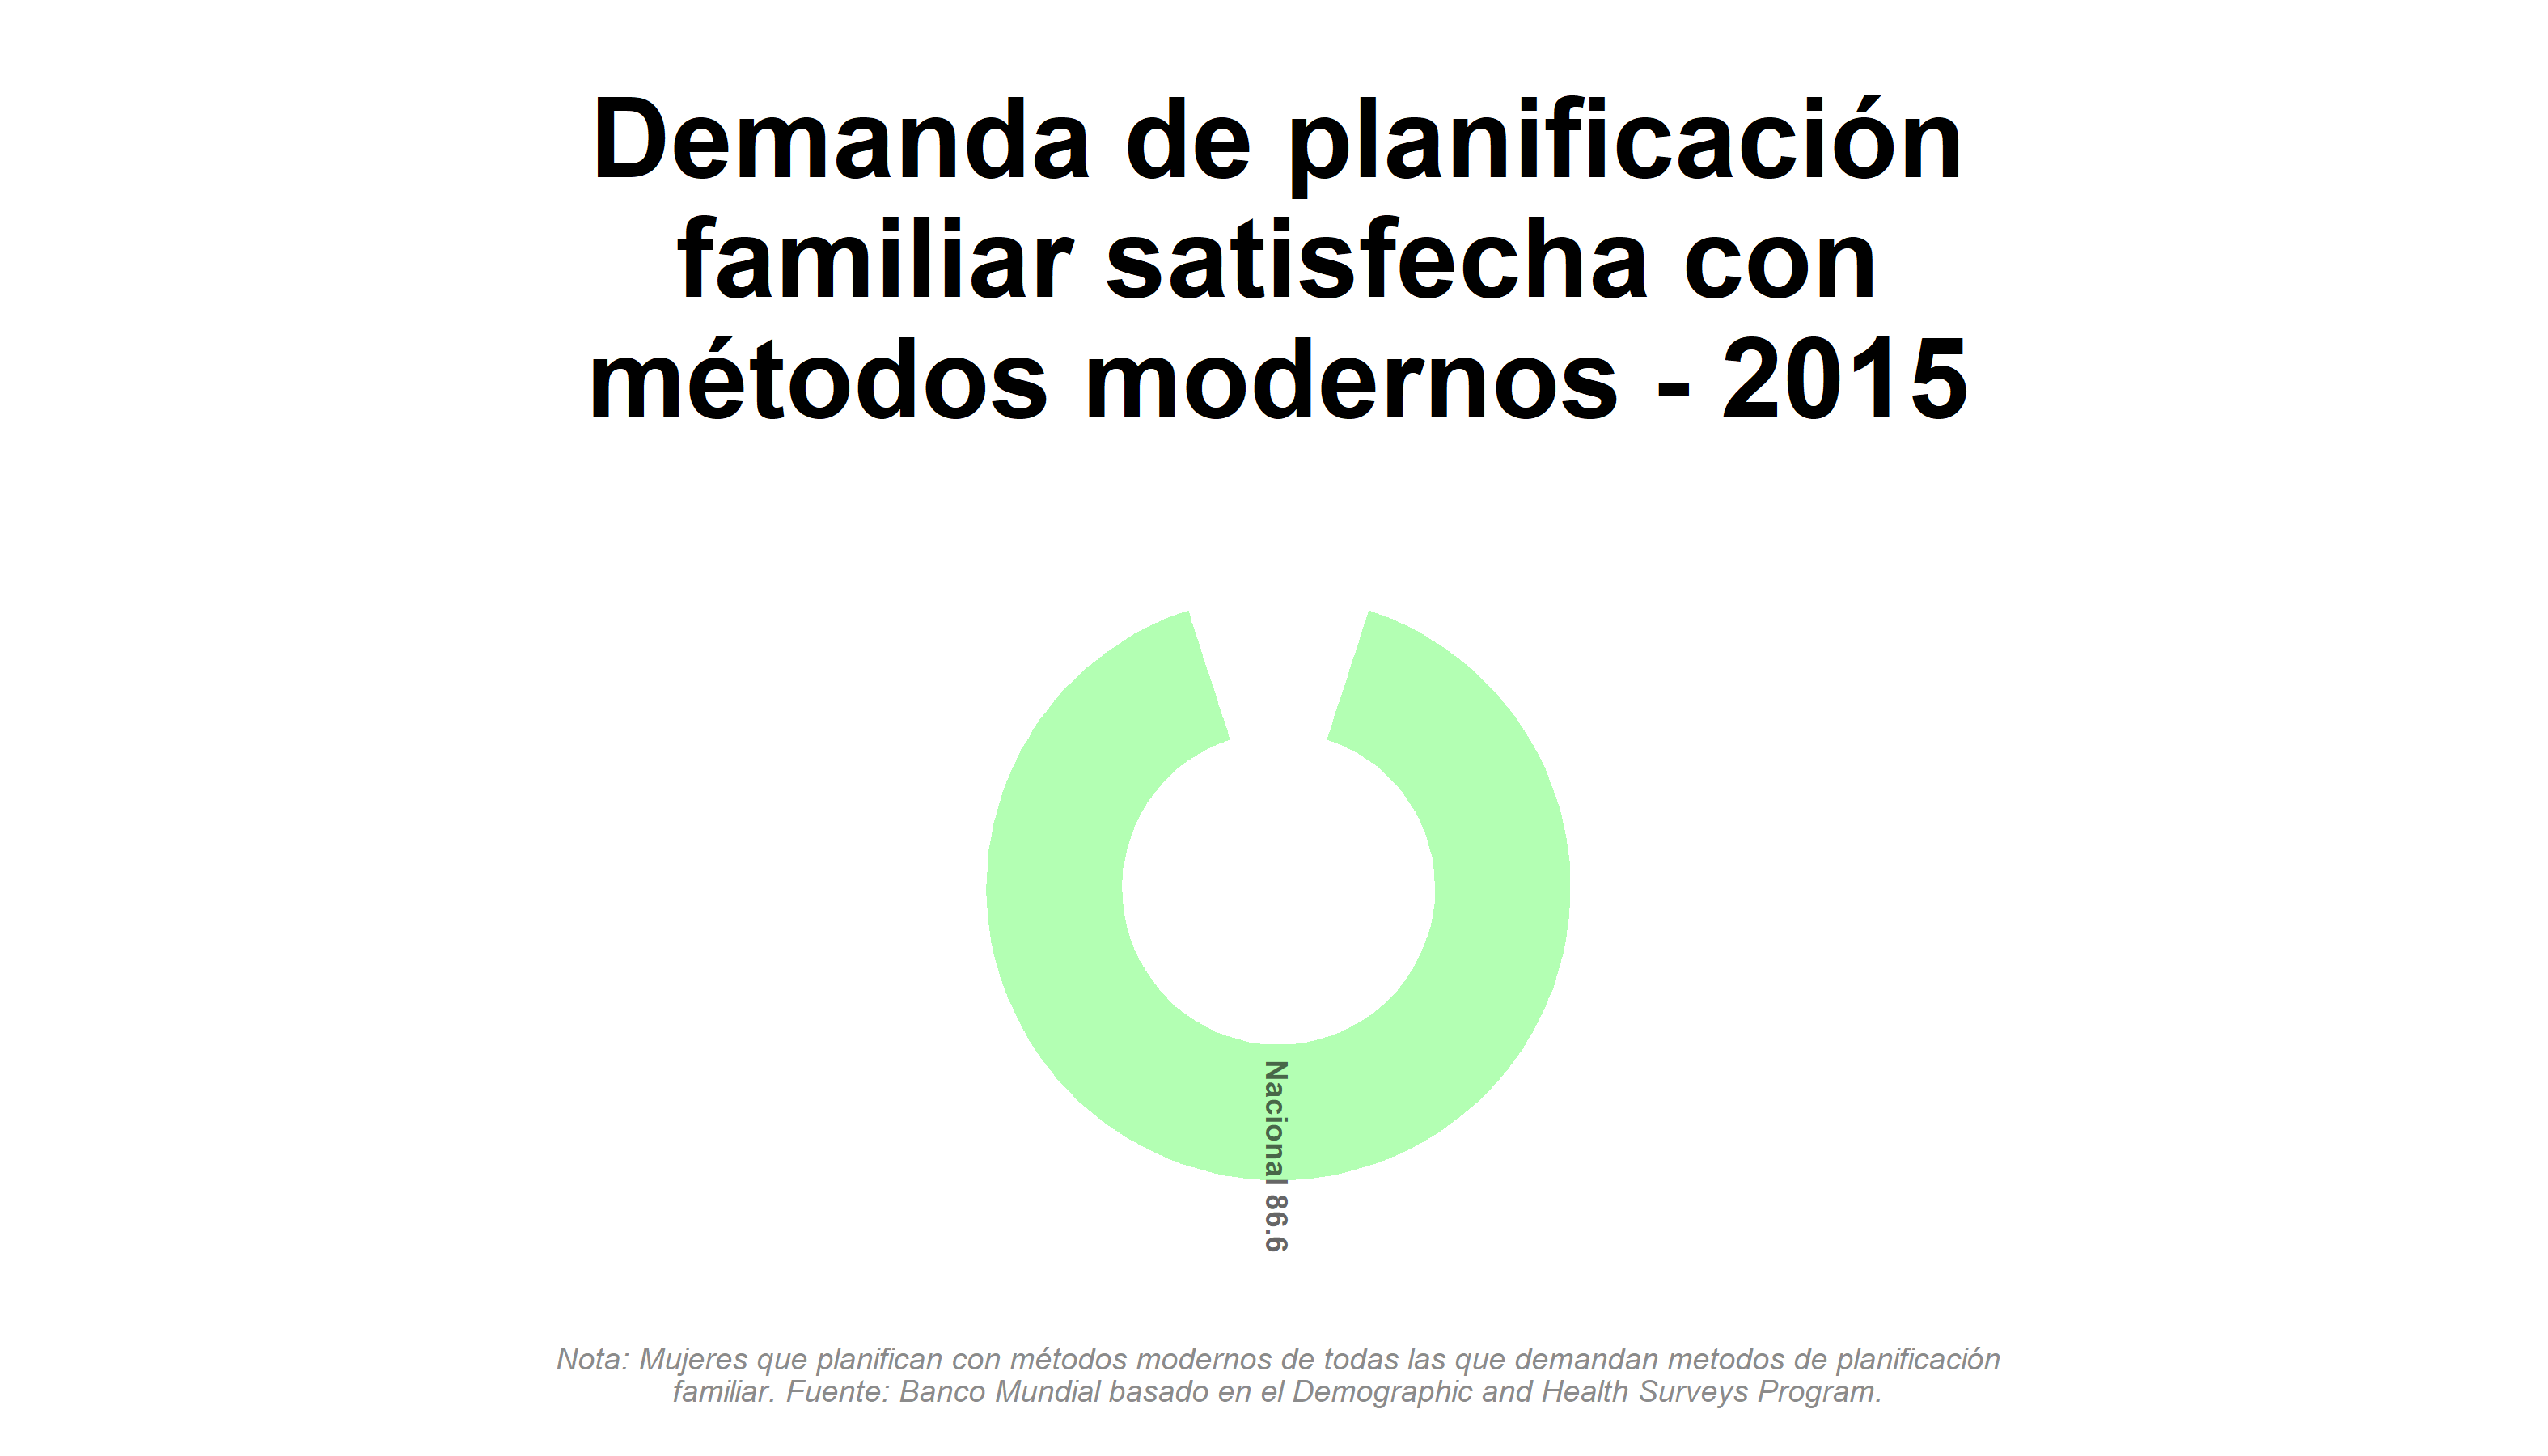 Demanda de planificación
familiar satisfecha con
métodos modernos - 2015
Nacional 86.6
Nota: Mujeres que planifican con métodos modernos de todas las que demandan metodos de planificación
familiar. Fuente: Banco Mundial basado en el Demographic and Health Surveys Program.